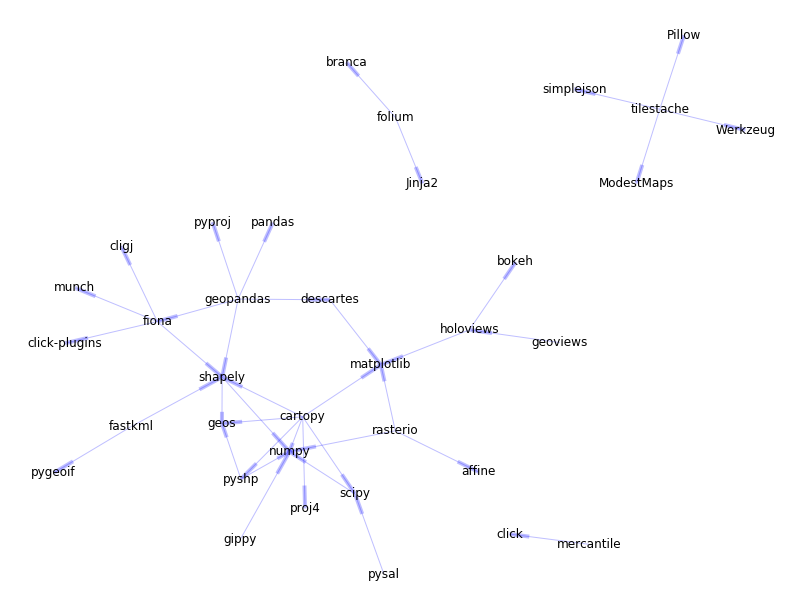 Pillow
branca
simplejson
tilestache
folium
Werkzeug
Jinja2
ModestMaps
pyproj
pandas
cligj
bokeh
munch
geopandas
descartes
fiona
holoviews
click-plugins
geoviews
matplotlib
shapely
cartopy
geos
fastkml
rasterio
numpy
pygeoif
pyshp
affine
scipy
proj4
click
gippy
mercantile
pysal